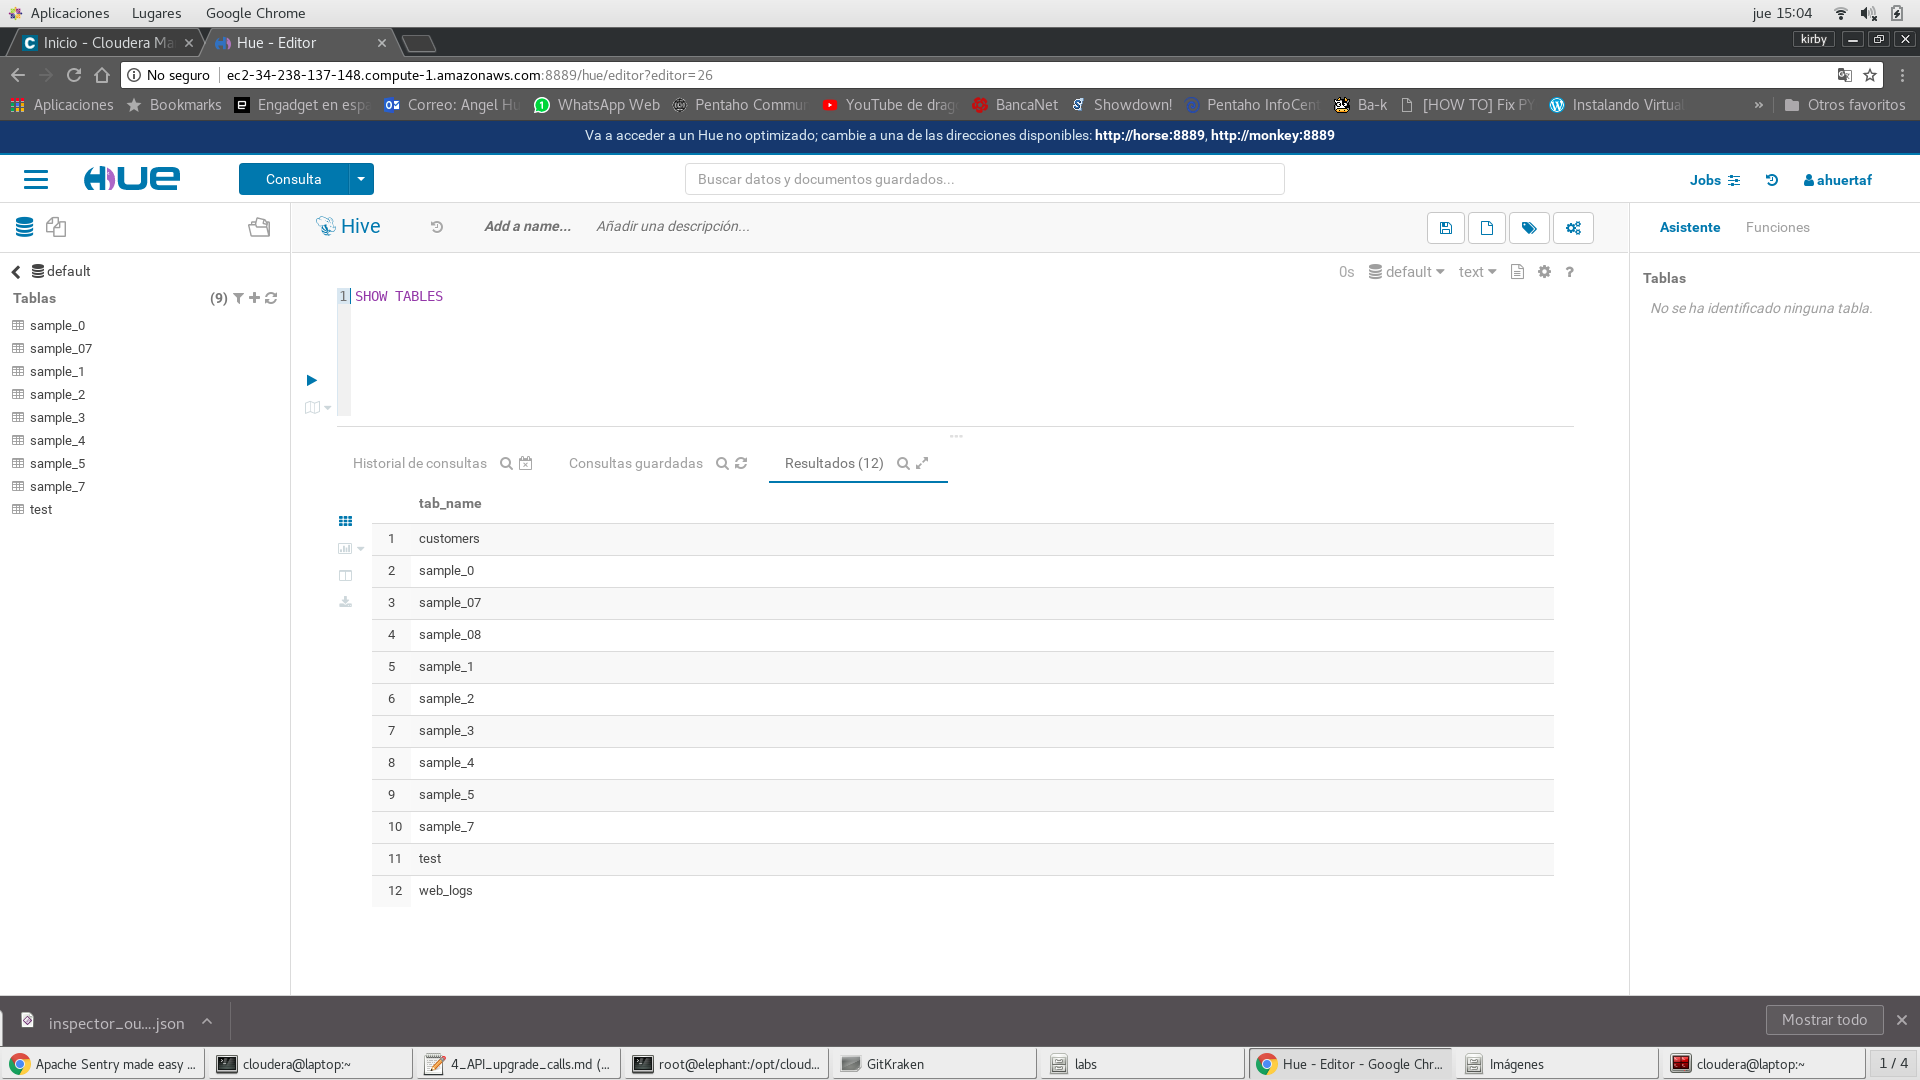 Aplicaciones Lugares Google Chrome jue 15:04
Inicio - Cloudera Ma Hue - Editor kirby
No seguro ec2-34-238-137-148.compute-1.amazonaws.com:8889/hue/editor?editor=26
Aplicaciones Bookmarks Engadget en espa Correo: Angel Hu WhatsApp Web Pentaho Commun YouTube de drag BancaNet Showdown! Pentaho InfoCent Ba-k [HOW TO] Fix PY Instalando Virtual » Otros favoritos
Va a acceder a un Hue no optimizado; cambie a una de las direcciones disponibles: http://horse:8889, http://monkey:8889
HUE Consulta Buscar datos y documentos guardados... Jobs ahuertaf
Hive Add a name... Añadir una descripción... Asistente Funciones
default 0s default text ?
Tablas (9) Tablas
1 SHOW TABLES
No se ha identificado ninguna tabla.
sample_0
sample_07
sample_1
sample_2
sample_3
sample_4
sample_5
sample_7
test
Historial de consultas Consultas guardadas Resultados (12)
tab_name
1 customers
2 sample_0
3 sample_07
4 sample_08
5 sample_1
6 sample_2
7 sample_3
8 sample_4
9 sample_5
10 sample_7
11 test
12 web_logs
inspector_ou....json Mostrar todo
Apache Sentry made easy ... cloudera@laptop:~ 4_API_upgrade_calls.md (... root@elephant:/opt/cloud... GitKraken labs Hue - Editor - Google Chr... Imágenes cloudera@laptop:~ 1 / 4